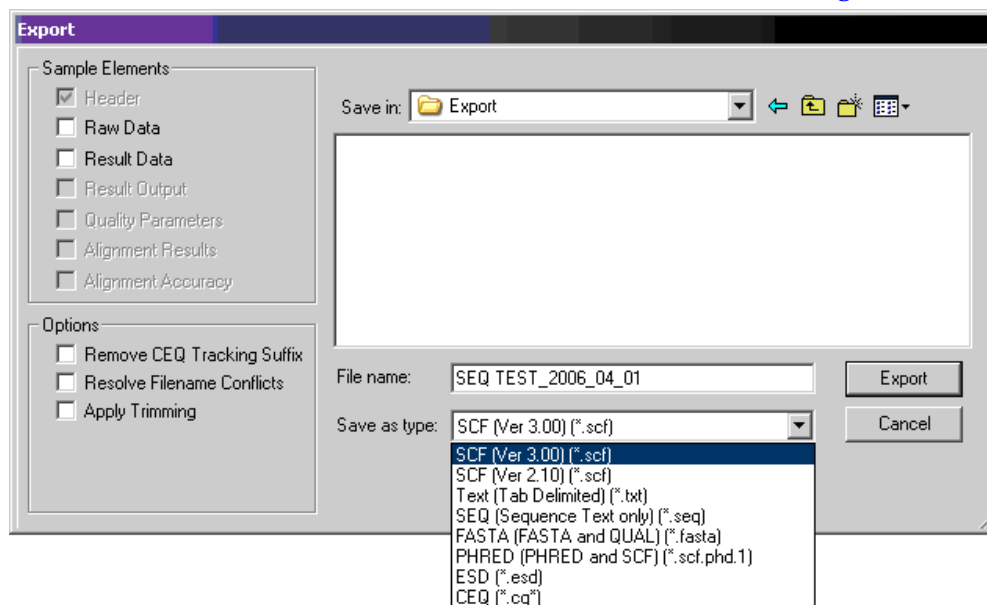 Export
Sample Elements
Header
Raw Data
Result Data
Result Output
Quality Parameters
Alignment Results
Alignment Accuracy
Options
Remove CEQ Tracking Suffix
Resolve Filename Conflicts
Apply Trimming
Save in: Export
File name: SEQ TEST_2006_04_01
Export
Save as type: SCF (Ver 3.00) (*.scf)
Cancel
SCF (Ver 3.00) (*.scf)
SCF (Ver 2.10) (*.scf)
Text (Tab Delimited) (*.txt)
SEQ (Sequence Text only) (*.seq)
FASTA (FASTA and QUAL) (*.fasta)
PHRED (PHRED and SCF) (*.scf.phd.1)
ESD (*.esd)
CEQ (*.cq*)